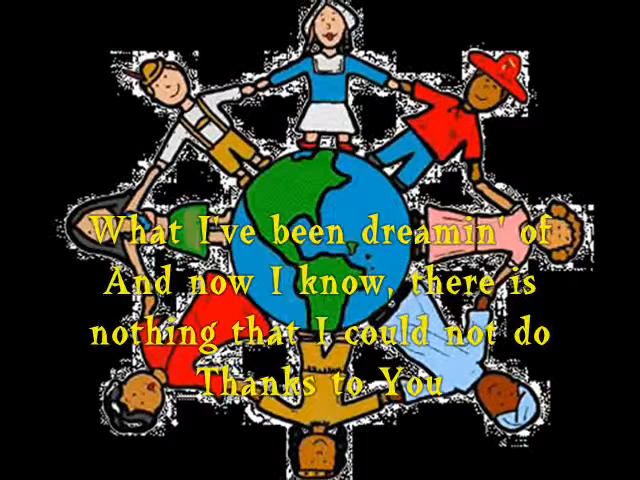 What I've been dreamin' of
And now I know, there is
nothing that I could not do
Thanks to You